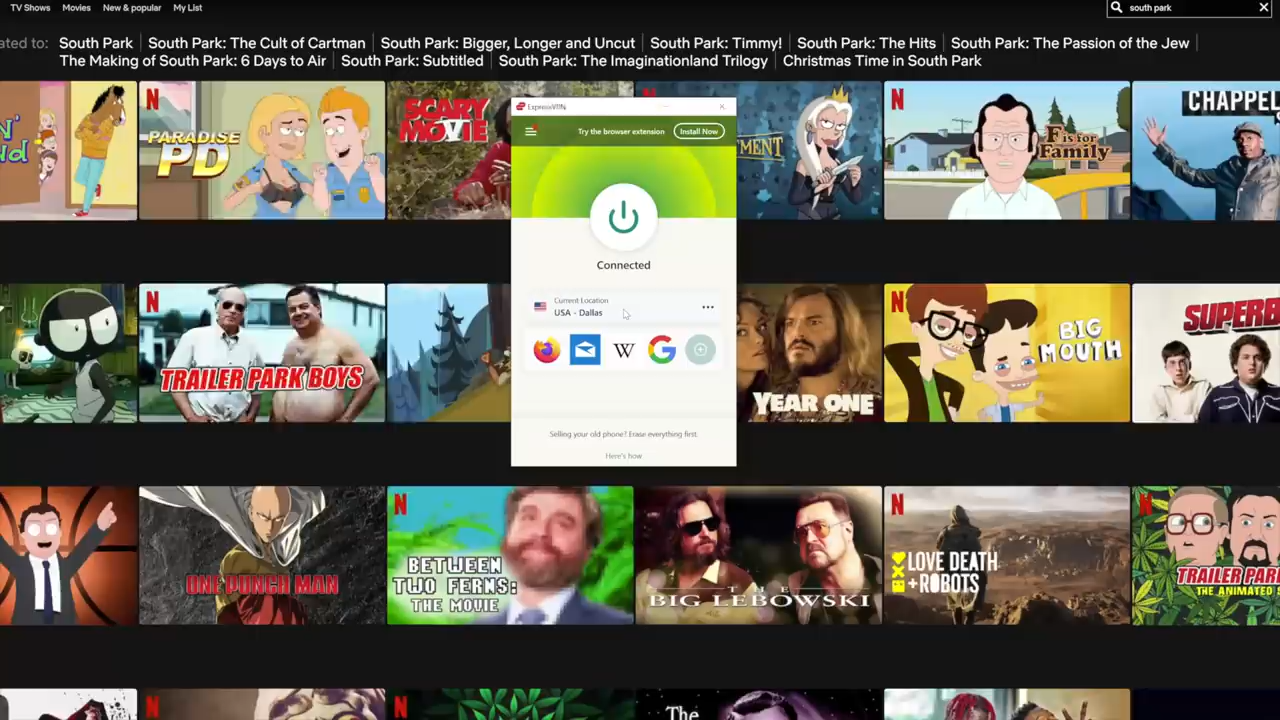 TV Shows Movies New & popular My List
south park
ated to: South Park South Park: The Cult of Cartman South Park: Bigger, Longer and Uncut South Park: Timmy! South Park: The Hits South Park: The Passion of the Jew
The Making of South Park: 6 Days to Air South Park: Subtitled South Park: The Imaginationland Trilogy Christmas Time in South Park
N
PARADISE
PD
SCARY
MOVIE
V
ExpressVPN
Try the browser extension Install Now
Connected
Current Location
USA - Dallas
W
G
Selling your old phone? Erase everything first.
Here's how
MENT
N
F is for
Family
CHAPPEL
N
TRAILER PARK BOYS
YEAR ONE
N
BIG
MOUTH
SUPERB
ONE PUNCH MAN
N
BETWEEN
TWO FERNS:
THE MOVIE
THE
BIG LEBOWSKI
N
LOVE DEATH
+ROBOTS
N
TRAILER PAR
THE ANIMATED S
N
N
The
N